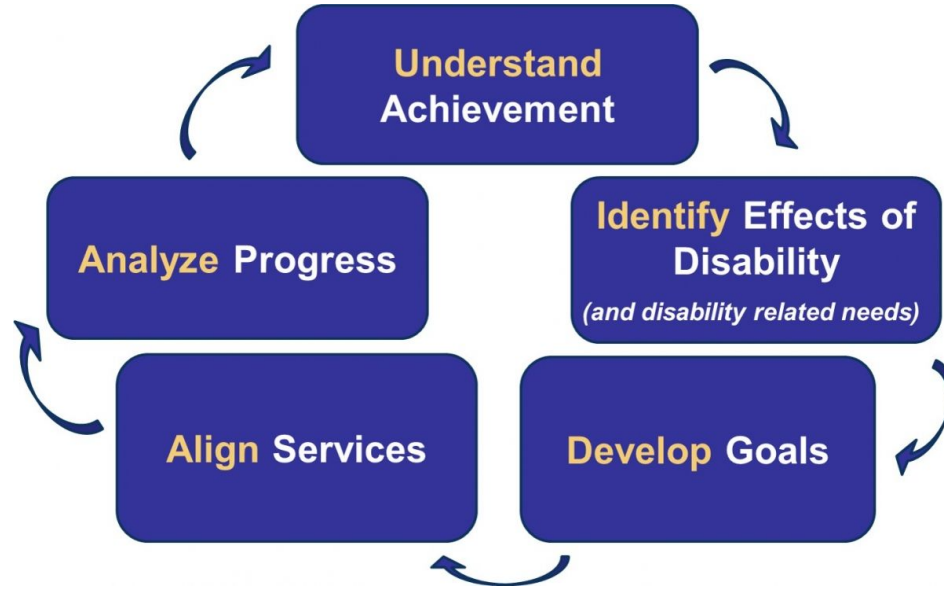 Understand
Achievement
Identify Effects of
Disability
(and disability related needs)
Develop Goals
Align Services
Analyze Progress